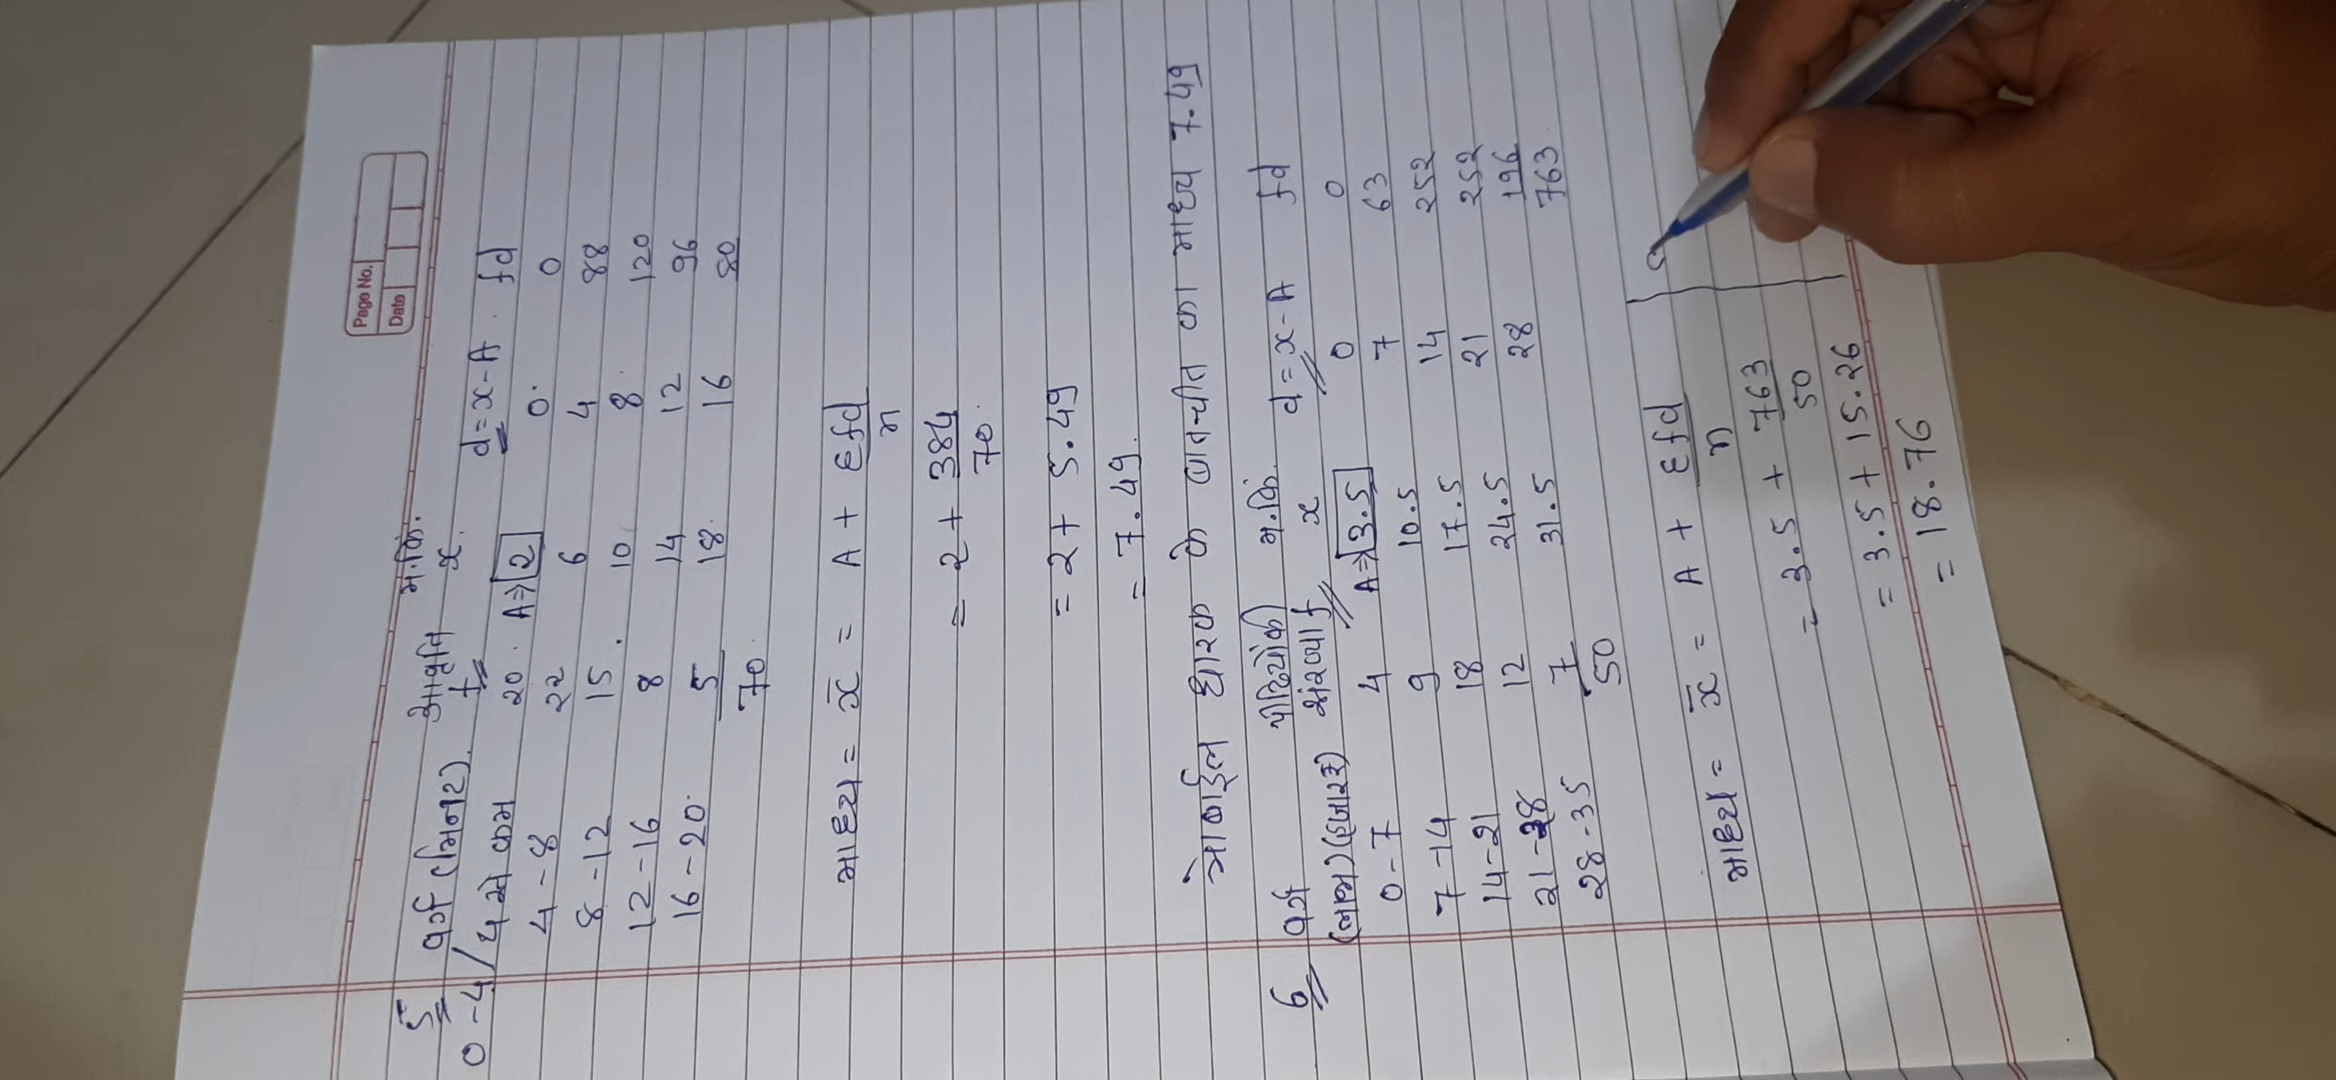 Page No.
Date
5 वर्ग (मिनट). आवृत्ति म.किं.
f x. d=x-A. fd
0-4/4 से कम 20. A⇒2 0. 0
4-8 22 6 4 88
8-12 15. 10 8. 120
12-16 8 14 12 96
16-20. 5 18. 16 80
70.
माध्य = x̄ = A + Σfd
n
= 2 + 384
70.
= 2 + 5.49
= 7.49.
मोबाईल धारक के बातचीत का माध्य 7.49
6 वर्ग पीढियों की म.किं. d=x-A fd
(लाभ) (हजार₹) संख्या f x
0-7 4 A⇒3.5 0 0
7-14 9 10.5 7 63
14-21 18 17.5 14 252
21-28 12 24.5 21 252
28-35 7 31.5 28 196
50 763.
माध्य = x̄ = A + Σfd
n
= 3.5 + 763
50
= 3.5 + 15.26
= 18.76